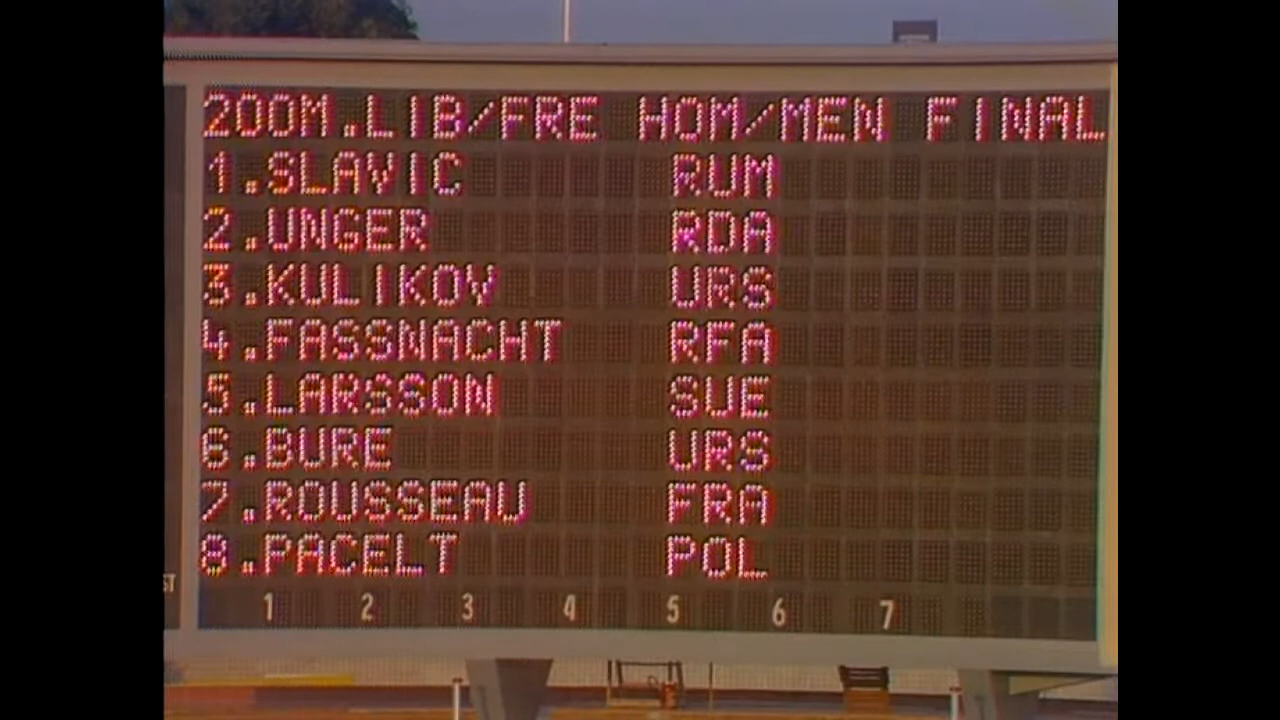 200M.LIB/FRE HOM/MEN FINAL
1.SLAVIC RUM
2.UNGER RDA
3.KULIKOV URS
4.FASSNACHT RFA
5.LARSSON SUE
6.BURE URS
7.ROUSSEAU FRA
8.PACELT POL
ST
1 2 3 4 5 6 7